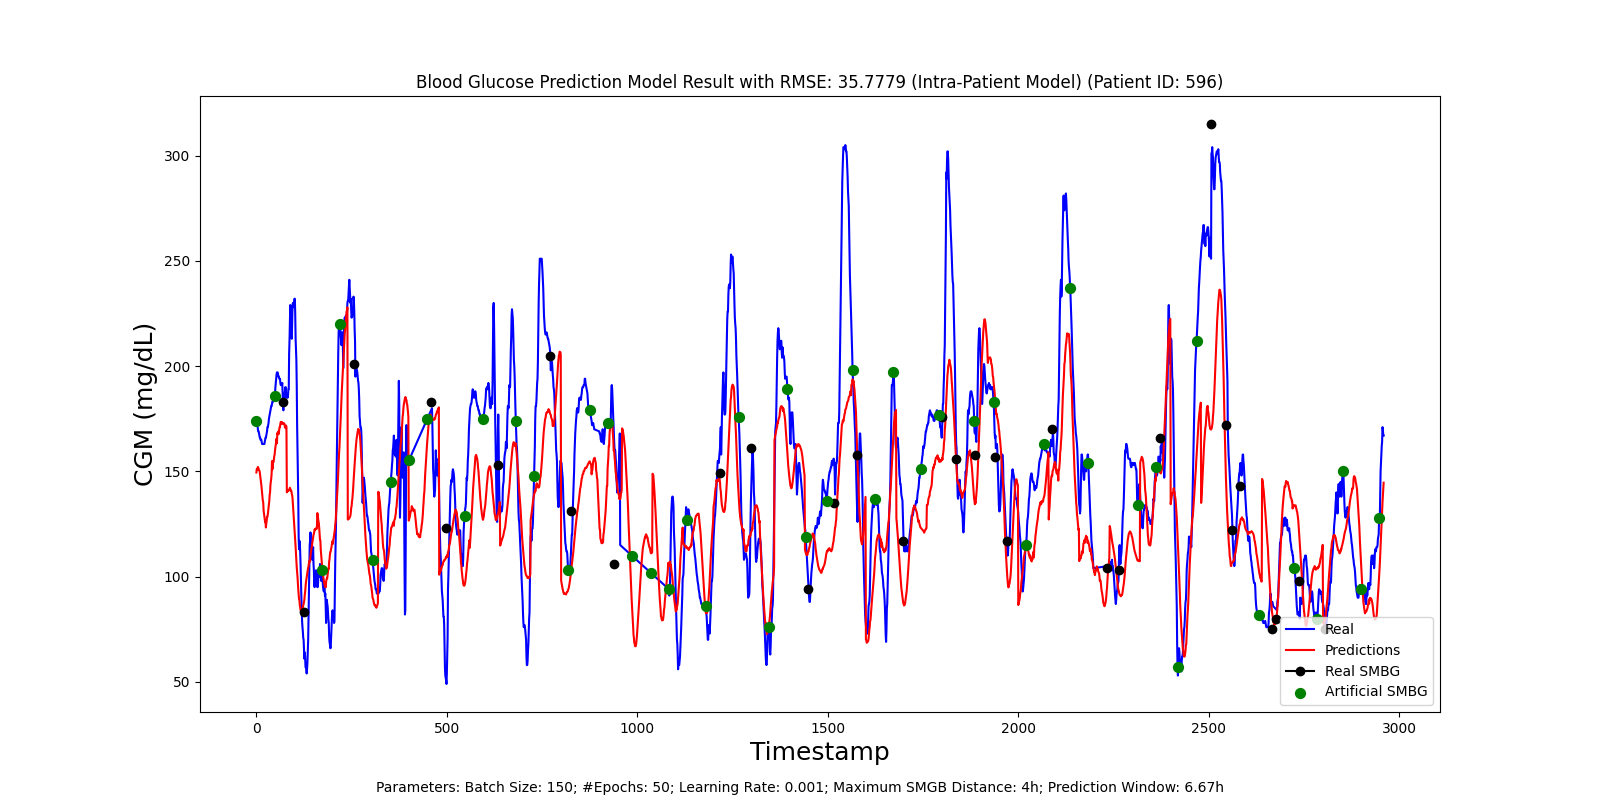 Blood Glucose Prediction Model Result with RMSE: 35.7779 (Intra-Patient Model) (Patient ID: 596)
CGM (mg/dL)
300
250
200
150
100
50
0
500
1000
1500
2000
2500
3000
Real
Predictions
Real SMBG
Artificial SMBG
Timestamp
Parameters: Batch Size: 150; #Epochs: 50; Learning Rate: 0.001; Maximum SMGB Distance: 4h; Prediction Window: 6.67h